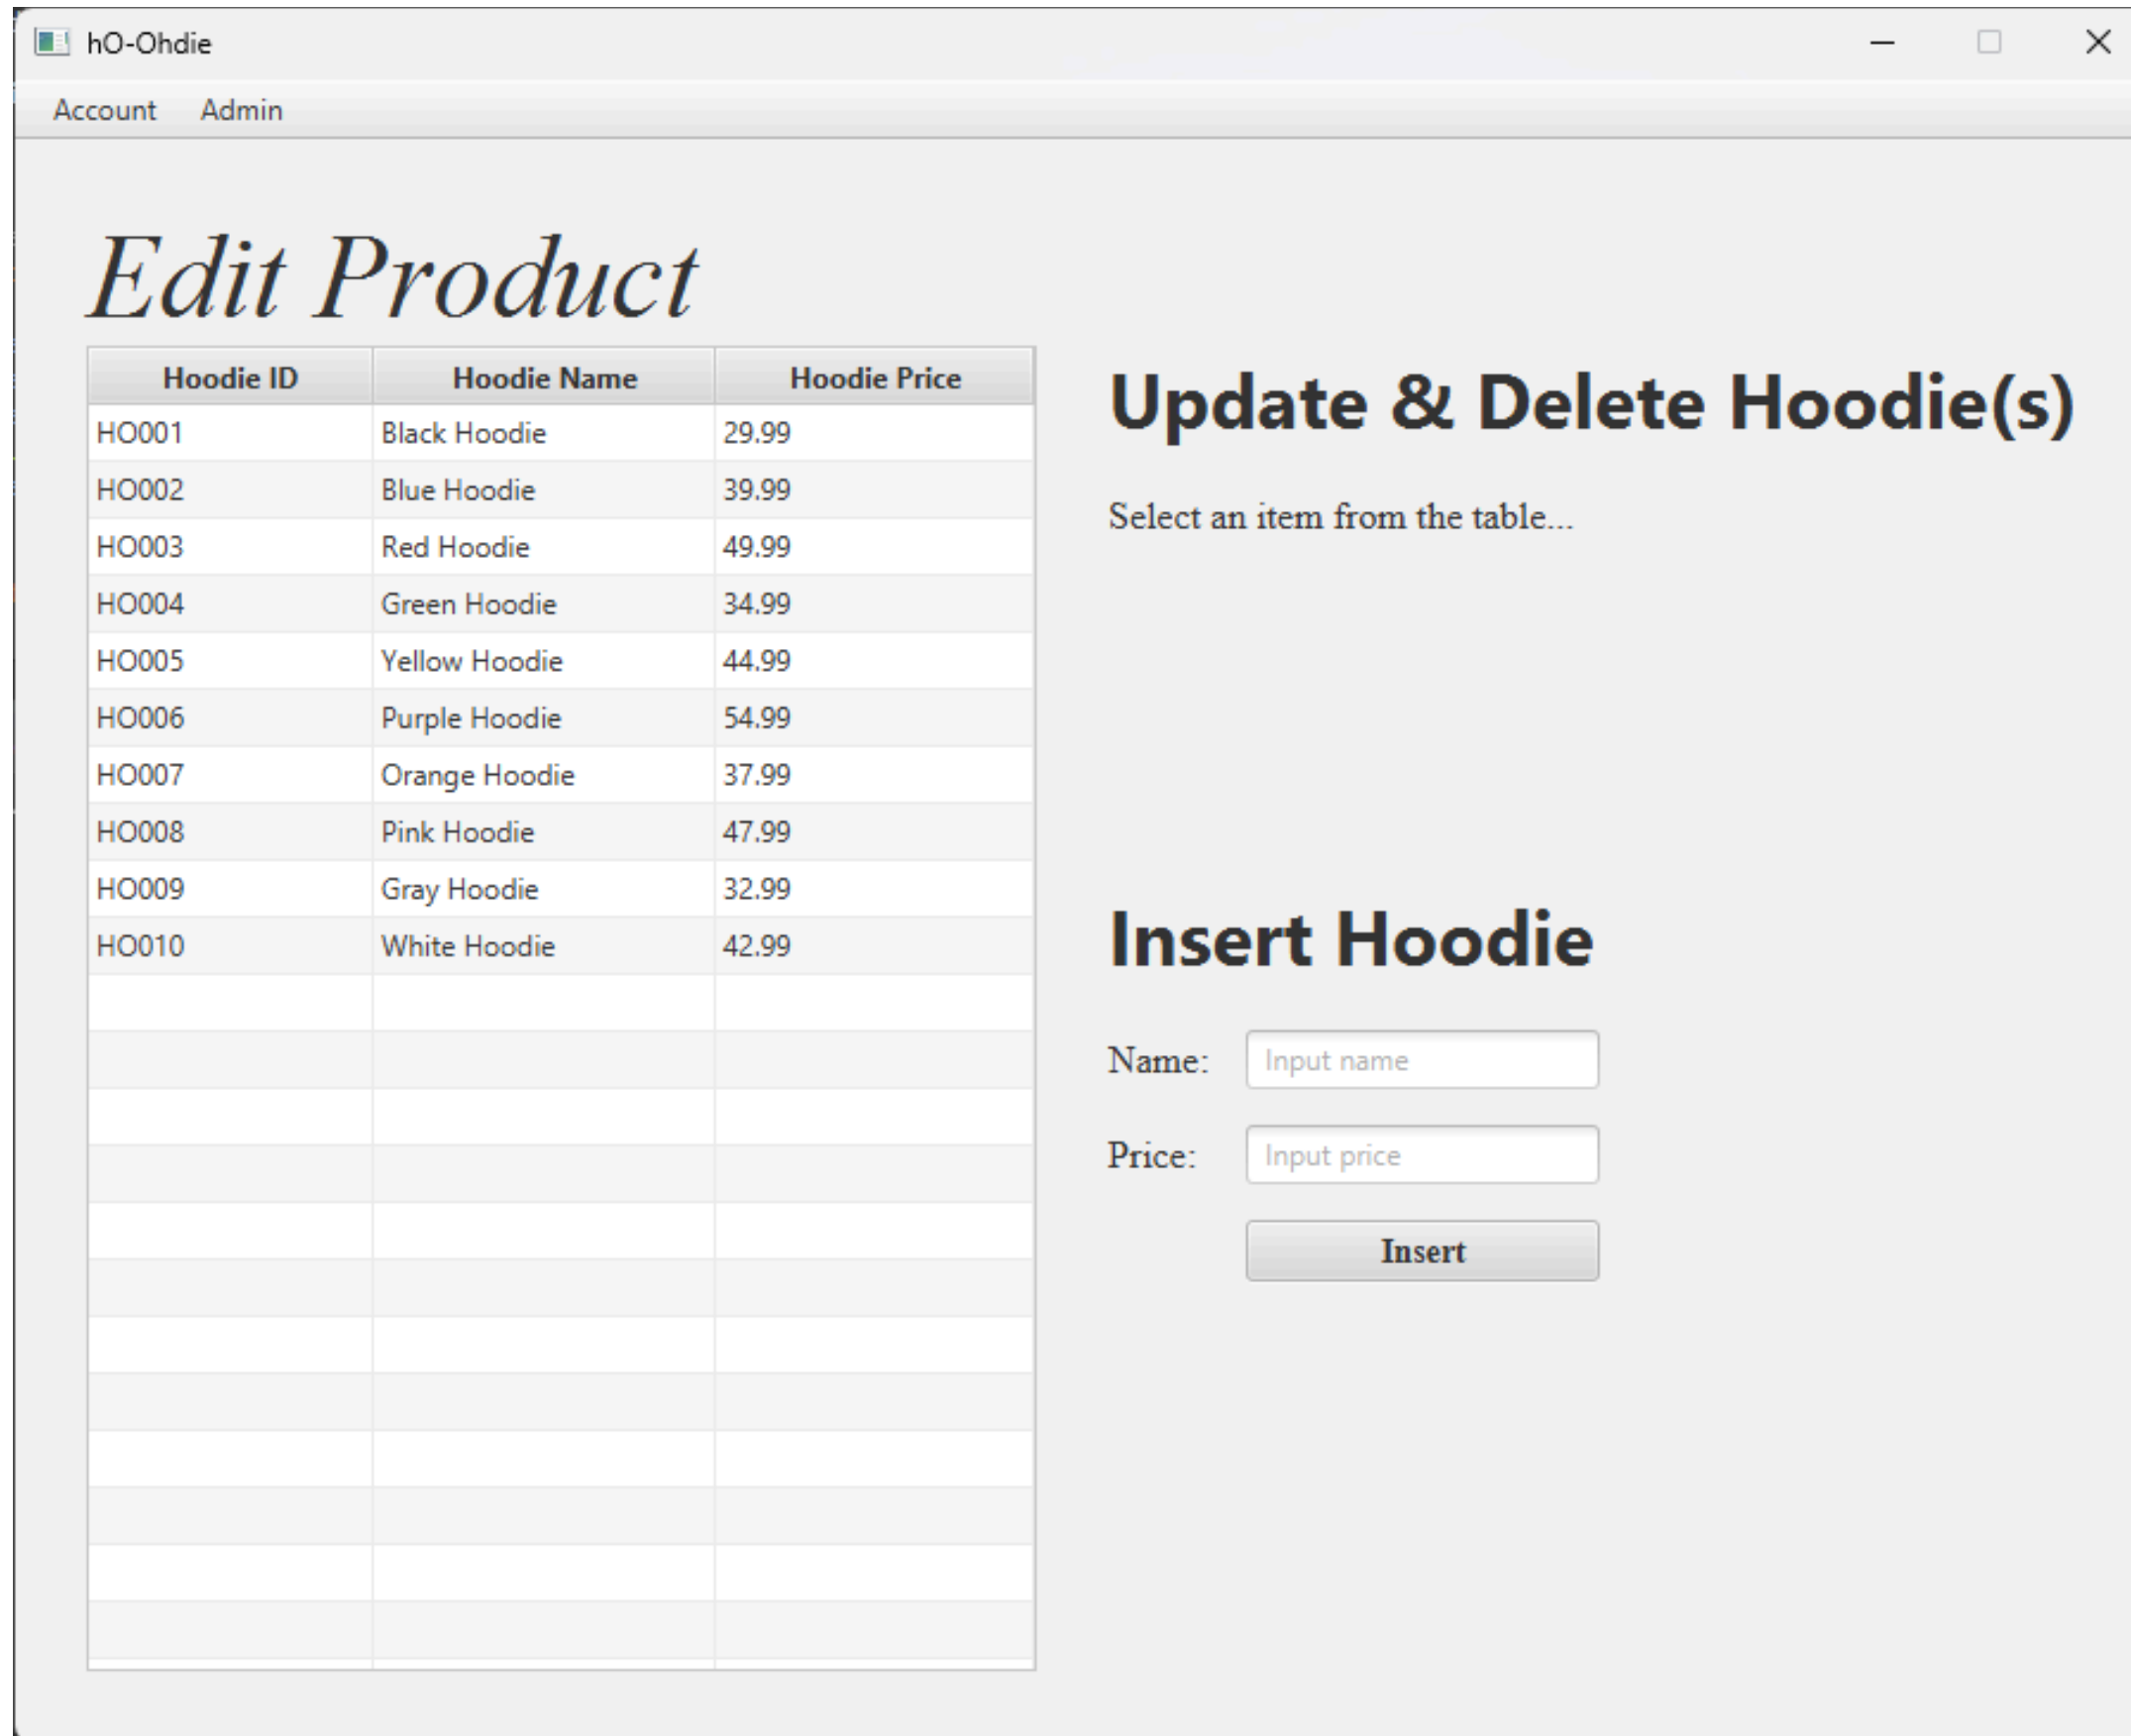 hO-Ohdie
Account Admin
Edit Product
Hoodie ID Hoodie Name Hoodie Price
HO001 Black Hoodie 29.99
HO002 Blue Hoodie 39.99
HO003 Red Hoodie 49.99
HO004 Green Hoodie 34.99
HO005 Yellow Hoodie 44.99
HO006 Purple Hoodie 54.99
HO007 Orange Hoodie 37.99
HO008 Pink Hoodie 47.99
HO009 Gray Hoodie 32.99
HO010 White Hoodie 42.99
Update & Delete Hoodie(s)
Select an item from the table...
Insert Hoodie
Name: Input name
Price: Input price
Insert